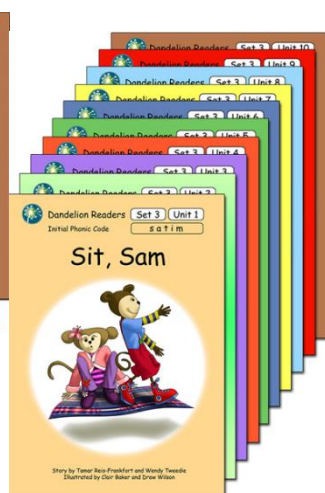 Dandelion Readers Set 3 Unit 10
Dandelion Readers Set 3 Unit 9
Dandelion Readers Set 3 Unit 8
Dandelion Readers Set 3 Unit 7
Dandelion Readers Set 3 Unit 6
Dandelion Readers Set 3 Unit 5
Dandelion Readers Set 3 Unit 4
Dandelion Readers Set 3 Unit 3
Dandelion Readers Set 3 Unit 2
Dandelion Readers Set 3 Unit 1
Initial Phonic Code s a t i m
Sit, Sam
Story by Tamar Reis-Frankfort and Wendy Tweedie
Illustrated by Clair Baker and Drew Wilson